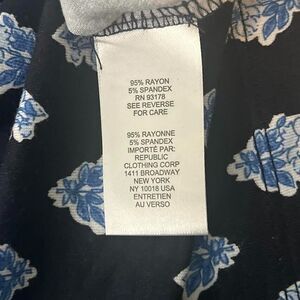 95% RAYON
5% SPANDEX
RN 93178
SEE REVERSE
FOR CARE
95% RAYONNE
5% SPANDEX
IMPORTÉ PAR:
REPUBLIC
CLOTHING CORP
1411 BROADWAY
NEW YORK
NY 10018 USA
ENTRETIEN
AU VERSO